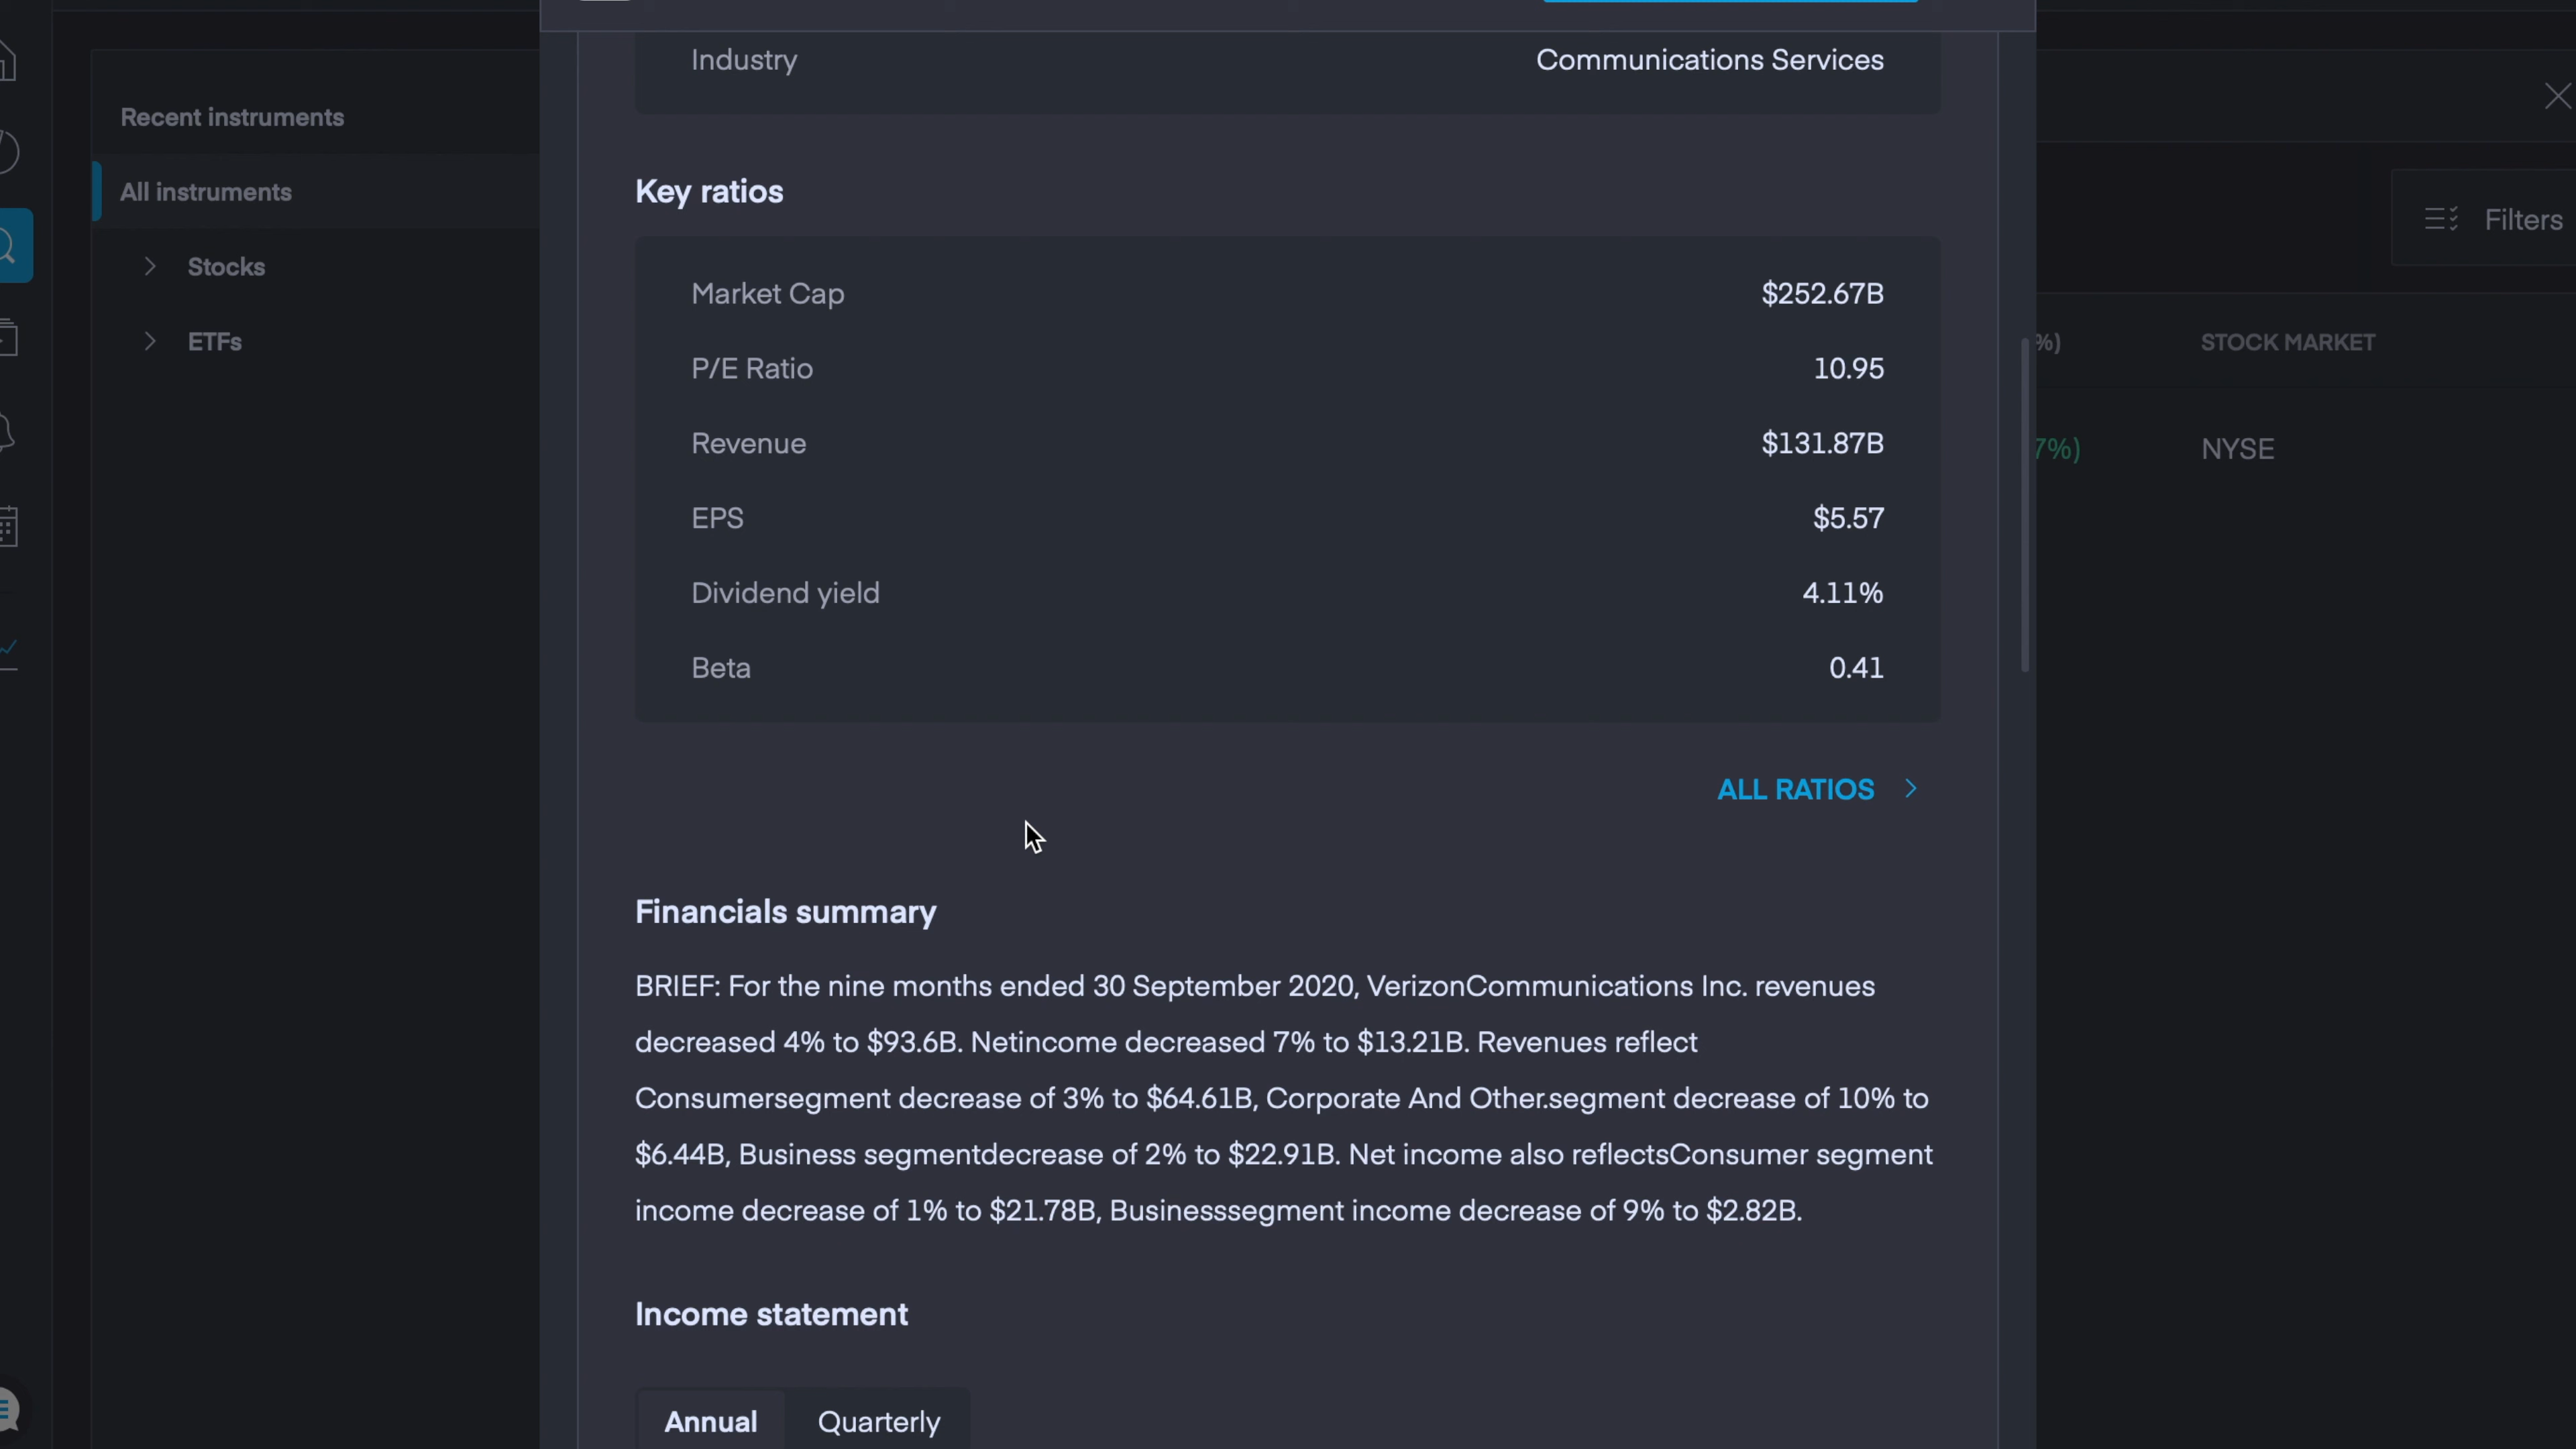 Industry
Communications Services
Recent instruments
All instruments
Stocks
ETFs
Filters
Key ratios
Market Cap
$252.67B
P/E Ratio
10.95
Revenue
$131.87B
EPS
$5.57
Dividend yield
4.11%
Beta
0.41
%)
STOCK MARKET
7%)
NYSE
ALL RATIOS
Financials summary
BRIEF: For the nine months ended 30 September 2020, VerizonCommunications Inc. revenues
decreased 4% to $93.6B. Netincome decreased 7% to $13.21B. Revenues reflect
Consumersegment decrease of 3% to $64.61B, Corporate And Other.segment decrease of 10% to
$6.44B, Business segmentdecrease of 2% to $22.91B. Net income also reflectsConsumer segment
income decrease of 1% to $21.78B, Businesssegment income decrease of 9% to $2.82B.
Income statement
Annual
Quarterly